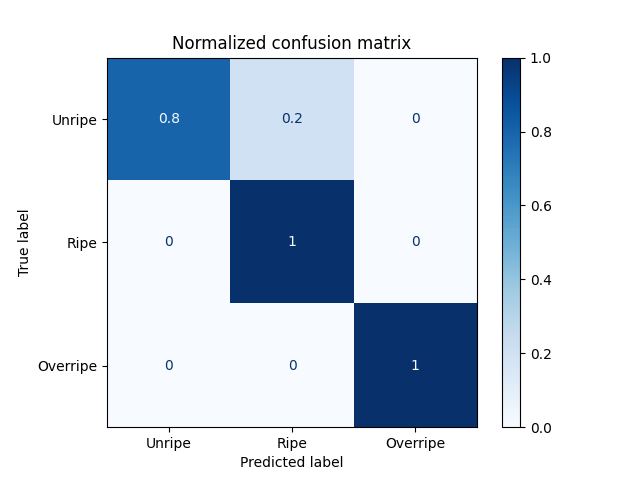 Normalized confusion matrix
True label
Unripe
0.8
0.2
0
Ripe
0
1
0
Overripe
0
0
1
Unripe
Ripe
Overripe
Predicted label
1.0
0.8
0.6
0.4
0.2
0.0